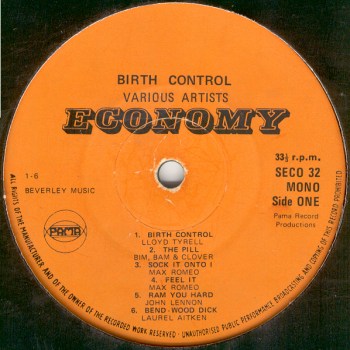 BIRTH CONTROL
VARIOUS ARTISTS
ECONOMY
33⅓ r.p.m.
SECO 32
MONO
Side ONE
Pama Record
Productions
1-6
BEVERLEY MUSIC
PAMA
1. BIRTH CONTROL
LLOYD TYRELL
2. THE PILL
BIM, BAM & CLOVER
3. SOCK IT ONTO I
MAX ROMEO
4. FEEL IT
MAX ROMEO
5. RAM YOU HARD
JOHN LENNON
6. BEND-WOOD DICK
LAUREL AITKEN
ALL RIGHTS OF THE MANUFACTURER AND OF THE OWNER OF THE RECORDED WORK RESERVED - UNAUTHORISED PUBLIC PERFORMANCE BROADCASTING AND COPYING OF THIS RECORD PROHIBITED